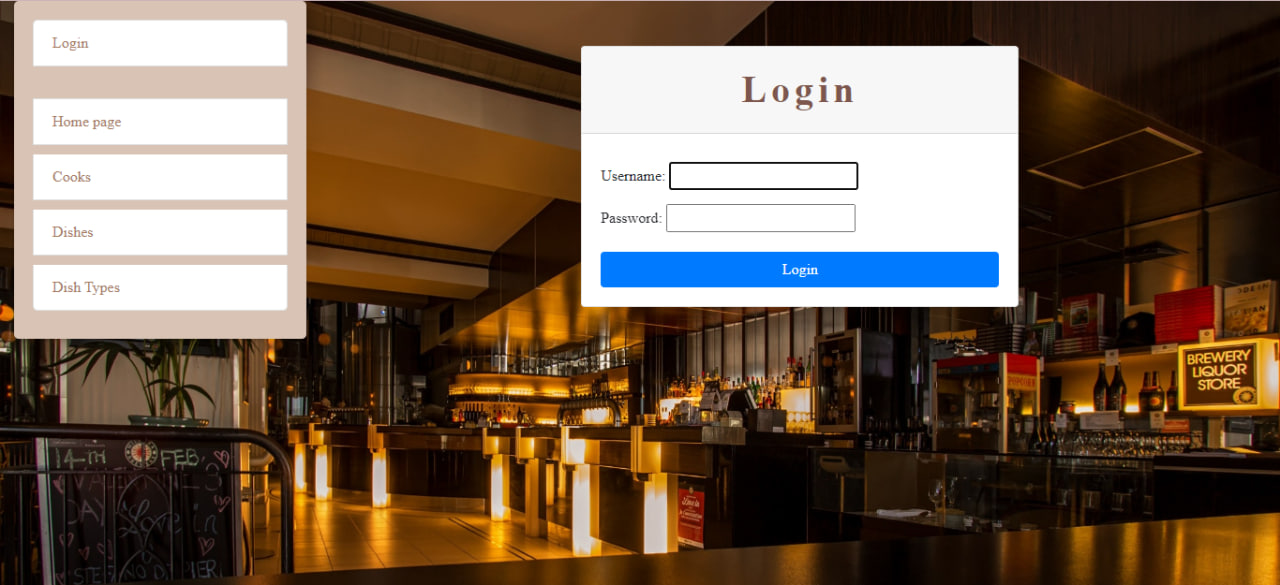 Login
Home page
Cooks
Dishes
Dish Types
Login
Username:
Password:
Login
BREWERY
LIQUOR
STORE
POPCORN
14TH FEB